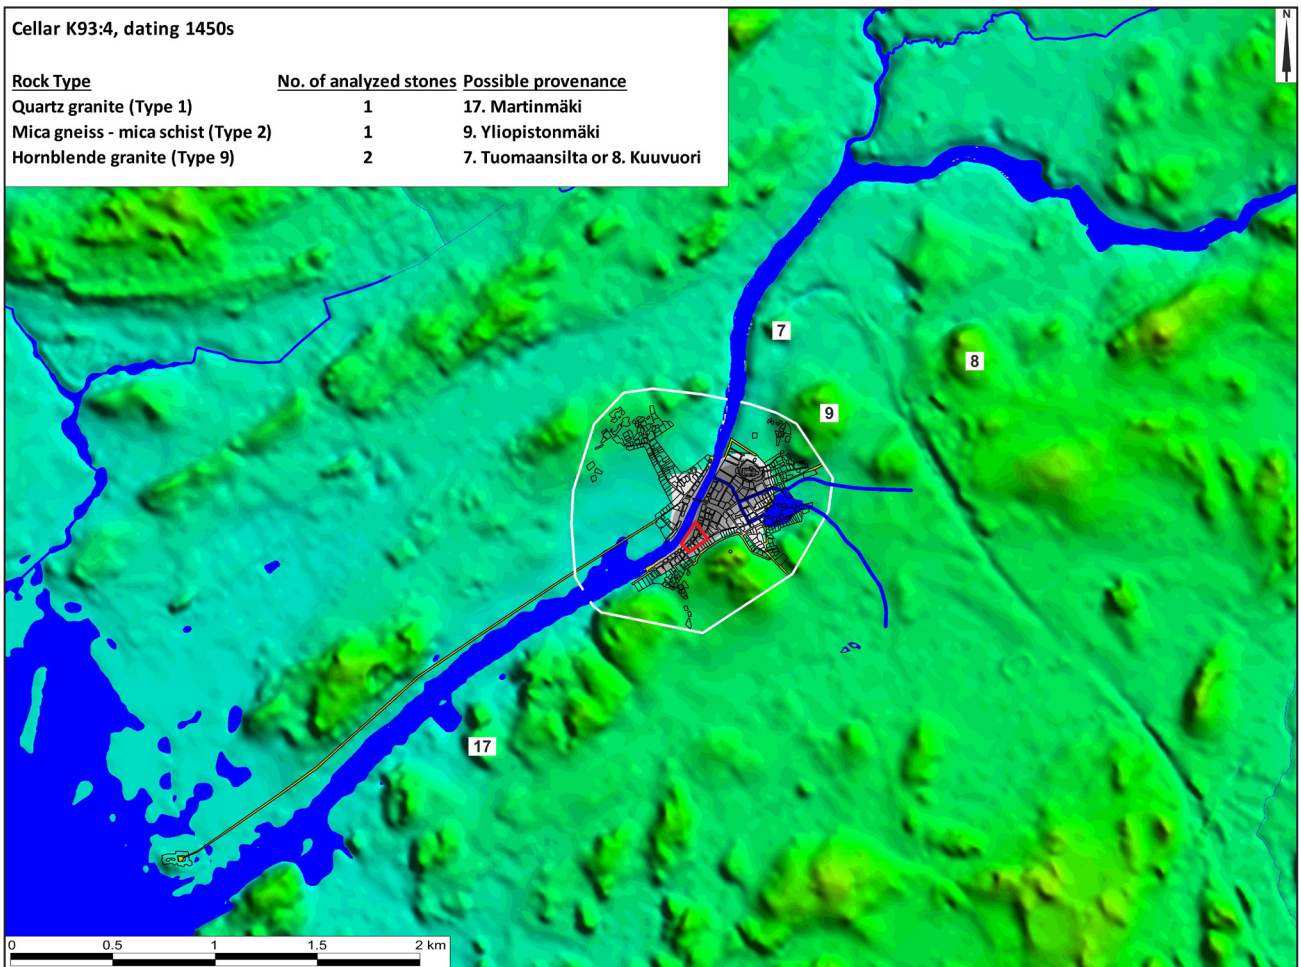 Cellar K93:4, dating 1450s
N
Rock Type No. of analyzed stones Possible provenance
Quartz granite (Type 1) 1 17. Martinmäki
Mica gneiss - mica schist (Type 2) 1 9. Yliopistonmäki
Hornblende granite (Type 9) 2 7. Tuomaansilta or 8. Kuuvuori
7
8
9
17
0 0.5 1 1.5 2 km